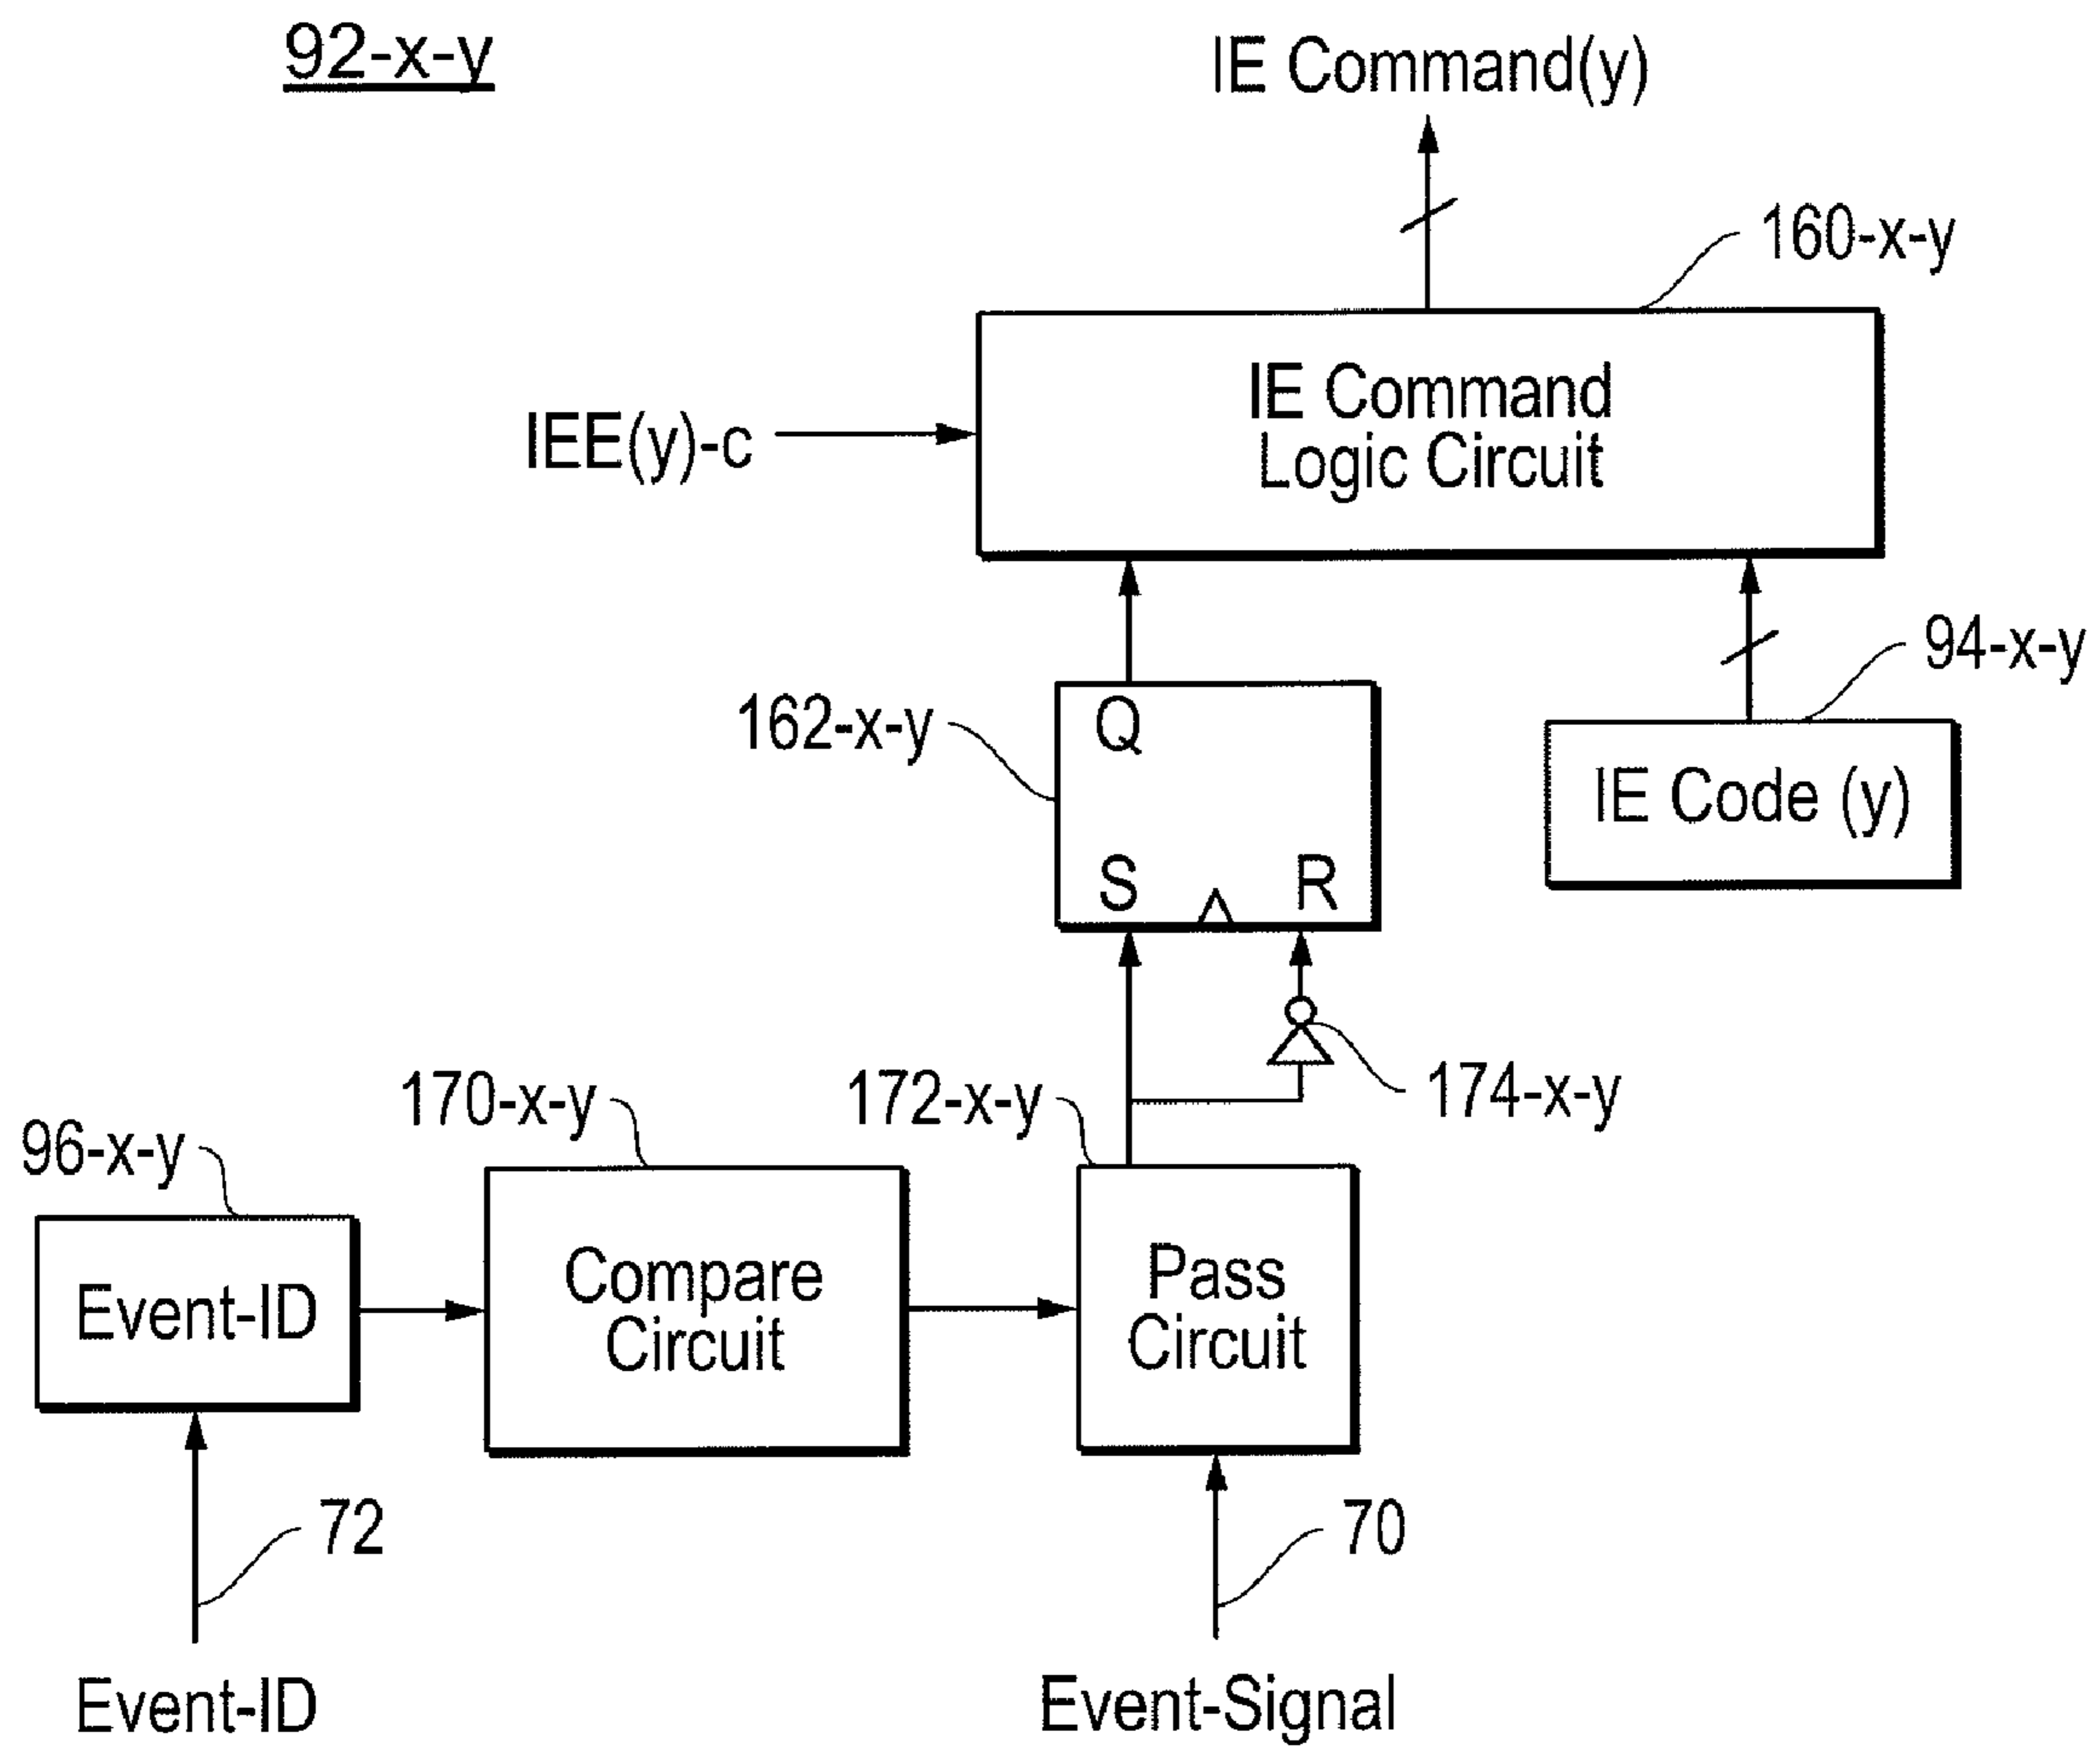 92-x-y
IE Command(y)
160-x-y
IE Command
Logic Circuit
IEE(y)-c
94-x-y
162-x-y
Q
IE Code (y)
S
R
170-x-y
172-x-y
174-x-y
96-x-y
Event-ID
Compare
Circuit
Pass
Circuit
72
70
Event-ID
Event-Signal